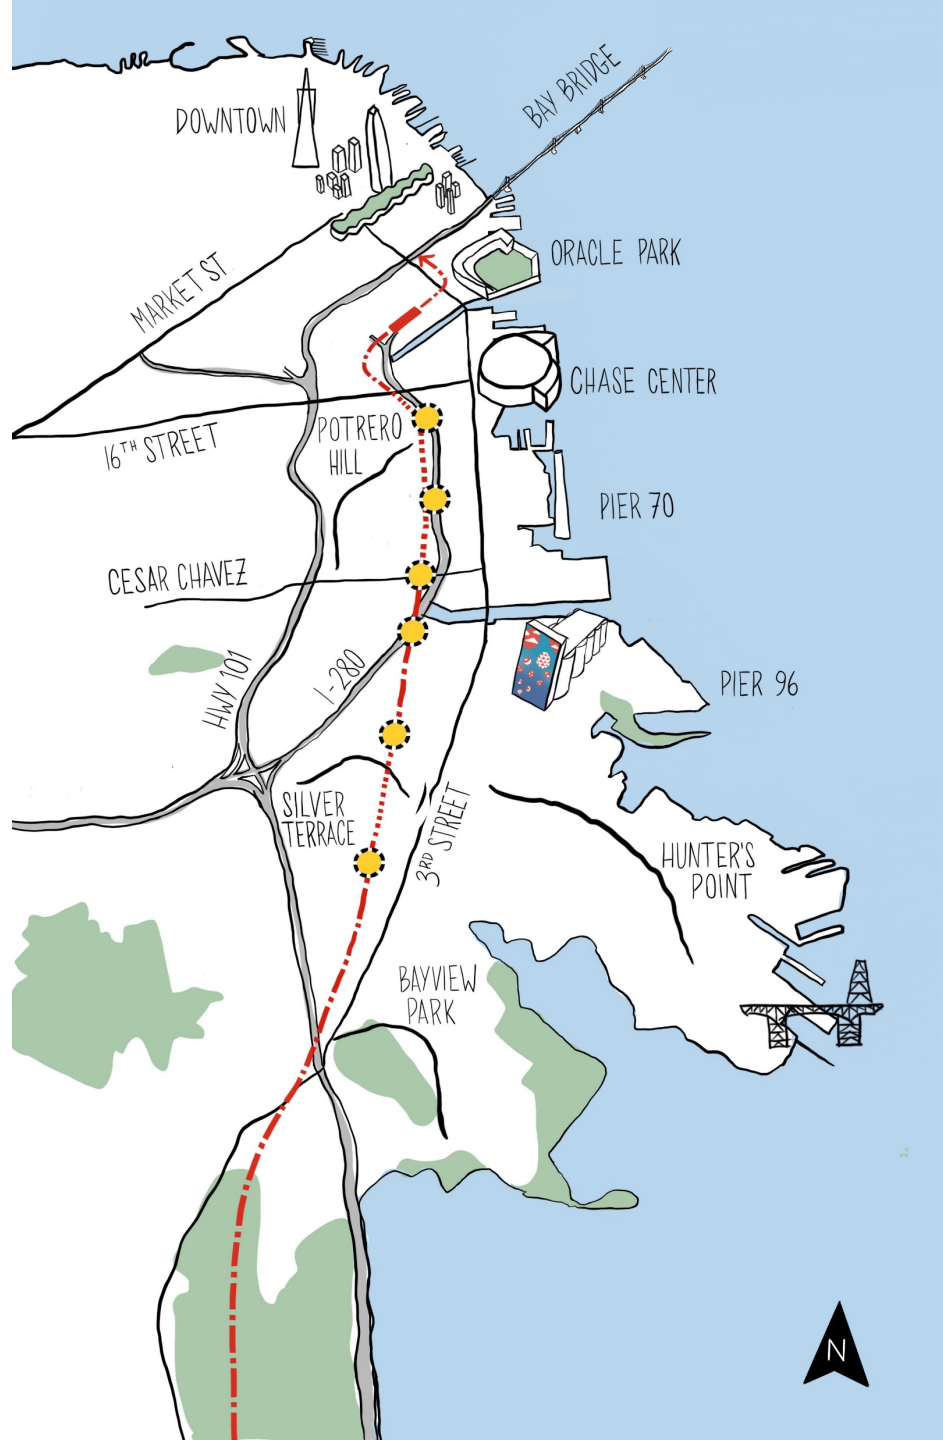 BAY BRIDGE
DOWNTOWN
ORACLE PARK
MARKET ST
CHASE CENTER
16TH STREET
POTRERO
HILL
PIER 70
CESAR CHAVEZ
HWY 101
I-280
PIER 96
SILVER
TERRACE
3RD STREET
HUNTER'S
POINT
BAYVIEW
PARK
N